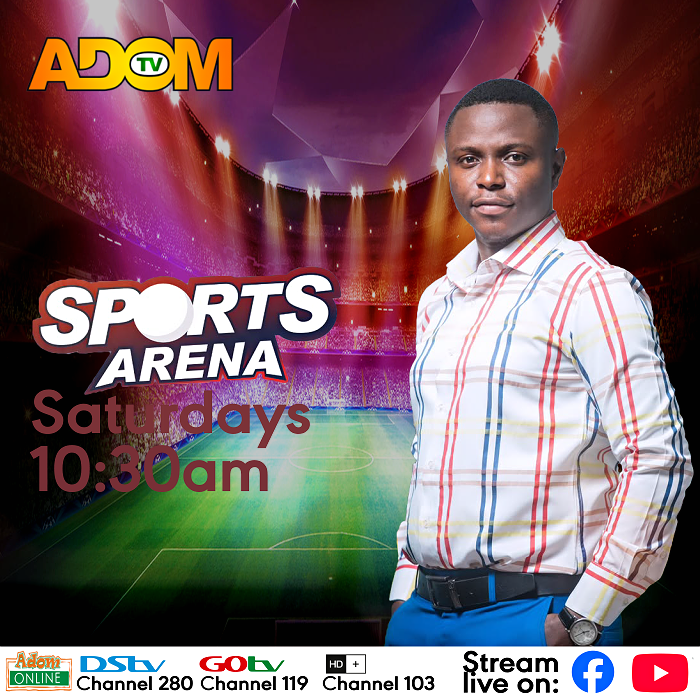 ADOM
TV
SPORTS
ARENA
Saturdays
10:30am
Adom
ONLINE
DStv
Channel 280
GOtv
Channel 119
HD +
Channel 103
Stream
live on: